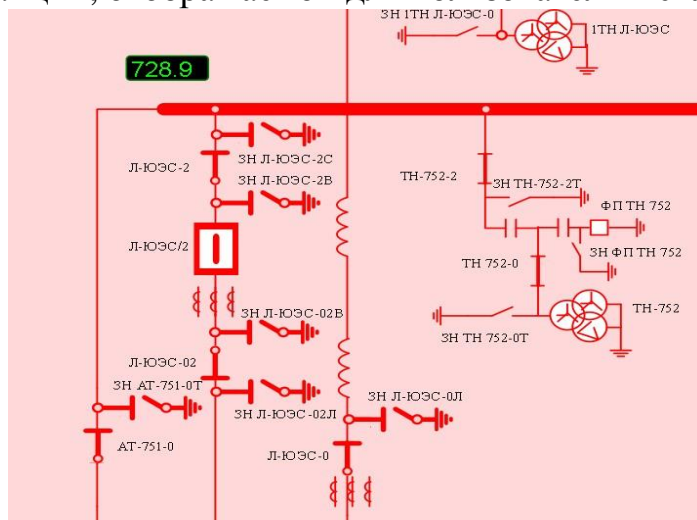 ЗН 1ТН Л-ЮЭС-0
1ТН Л-ЮЭС
728.9
ЗН Л-ЮЭС-2С
Л-ЮЭС-2
ЗН Л-ЮЭС-2В
ТН-752-2
ЗН ТН-752-2Т
ФП ТН 752
Л-ЮЭС/2
ЗН ФП ТН 752
ТН 752-0
ЗН Л-ЮЭС-02В
ТН-752
ЗН ТН 752-0Т
Л-ЮЭС-02
ЗН АТ-751-0Т
ЗН Л-ЮЭС-0Л
ЗН Л-ЮЭС-02Л
АТ-751-0
Л-ЮЭС-0